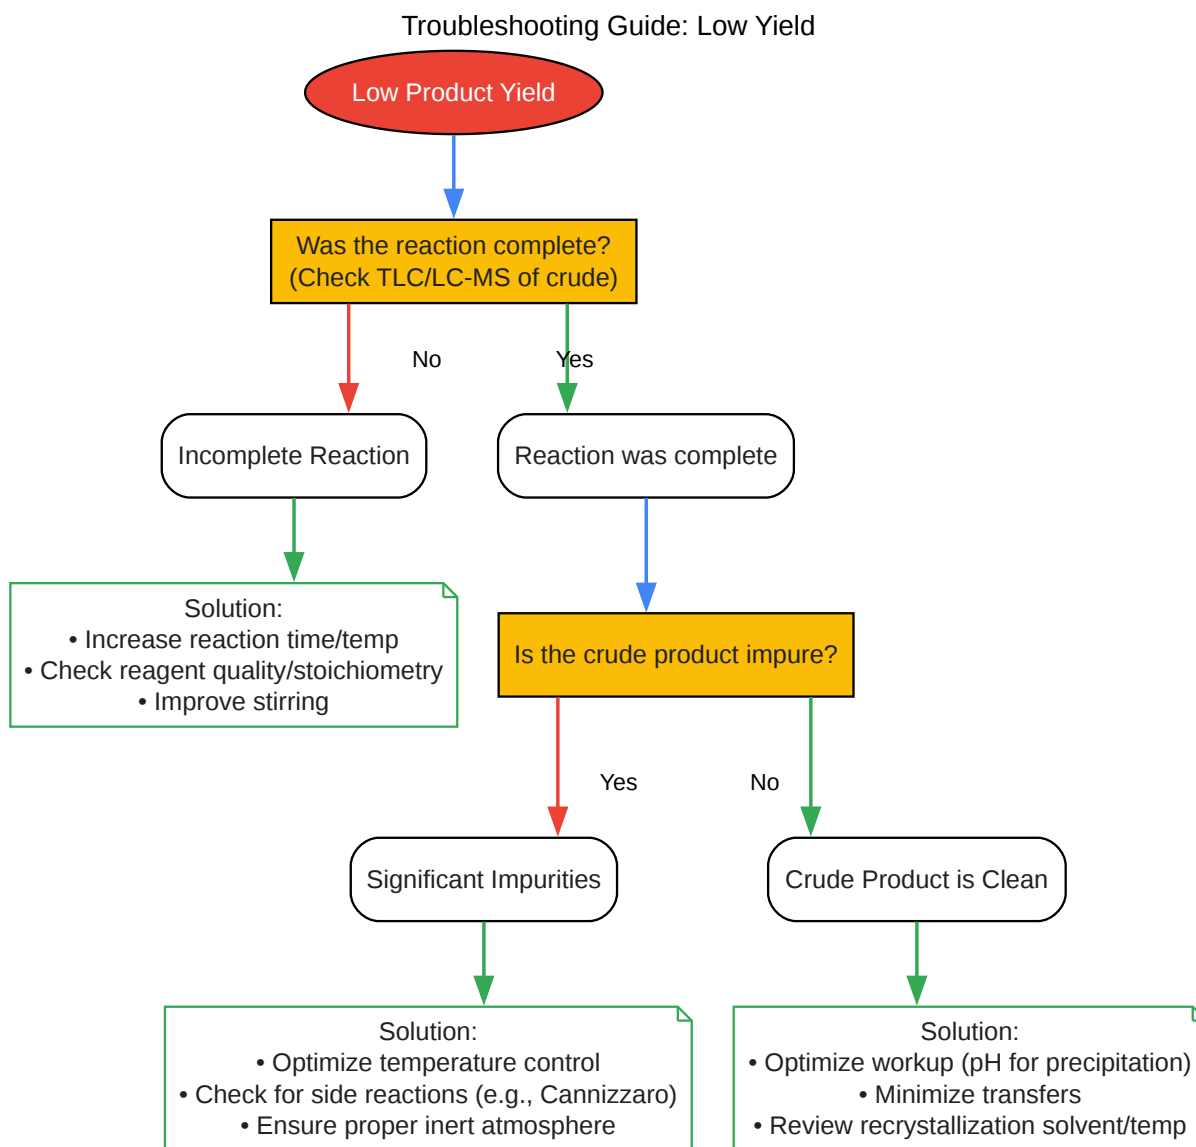 Troubleshooting Guide: Low Yield
Low Product Yield
Was the reaction complete?
(Check TLC/LC-MS of crude)
No
Yes
Incomplete Reaction
Reaction was complete
Solution:
• Increase reaction time/temp
• Check reagent quality/stoichiometry
• Improve stirring
Is the crude product impure?
Yes
No
Significant Impurities
Crude Product is Clean
Solution:
• Optimize temperature control
• Check for side reactions (e.g., Cannizzaro)
• Ensure proper inert atmosphere
Solution:
• Optimize workup (pH for precipitation)
• Minimize transfers
• Review recrystallization solvent/temp